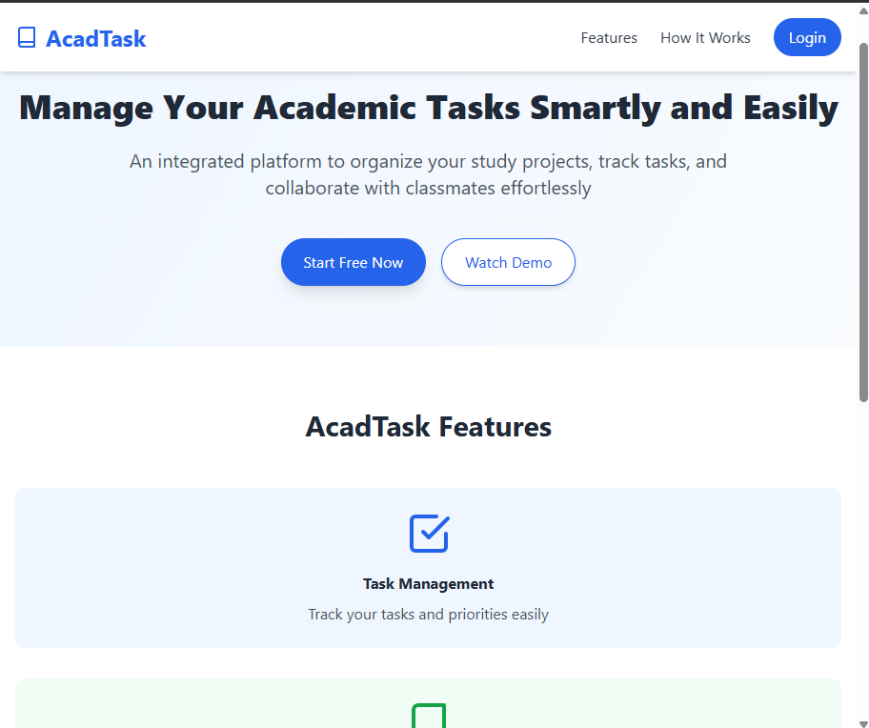 AcadTask
Features
How It Works
Login
Manage Your Academic Tasks Smartly and Easily
An integrated platform to organize your study projects, track tasks, and
collaborate with classmates effortlessly
Start Free Now
Watch Demo
AcadTask Features
Task Management
Track your tasks and priorities easily